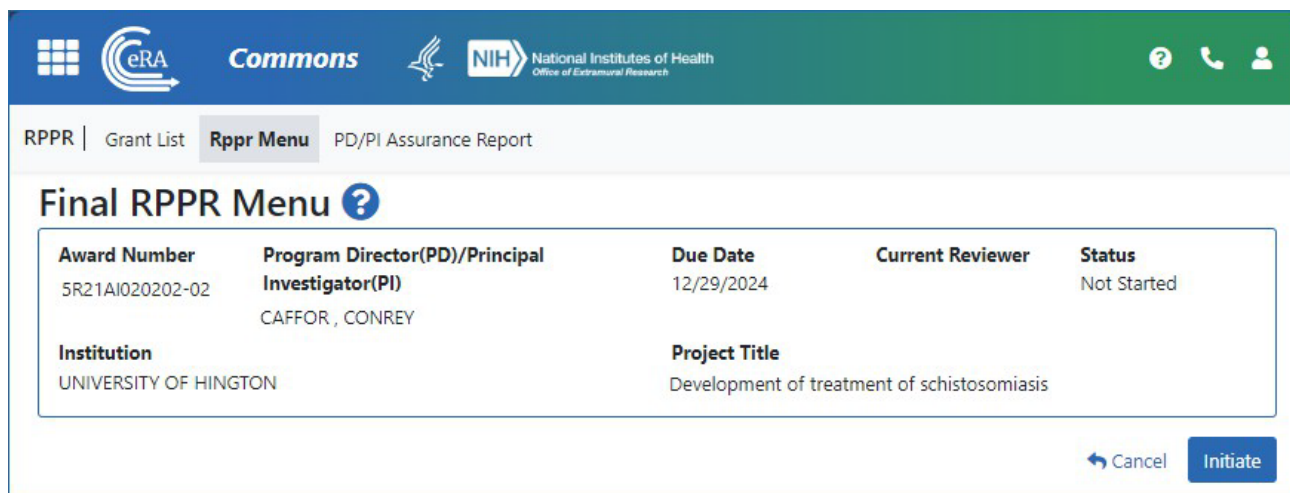 eRA Commons NIH National Institutes of Health
Office of Extramural Research
RPPR | Grant List Rppr Menu PD/PI Assurance Report
Final RPPR Menu ?
Award Number Program Director(PD)/Principal Due Date Current Reviewer Status
5R21AI020202-02 Investigator(PI) 12/29/2024 Not Started
CAFFOR , CONREY
Institution Project Title
UNIVERSITY OF HINGTON Development of treatment of schistosomiasis
Cancel Initiate